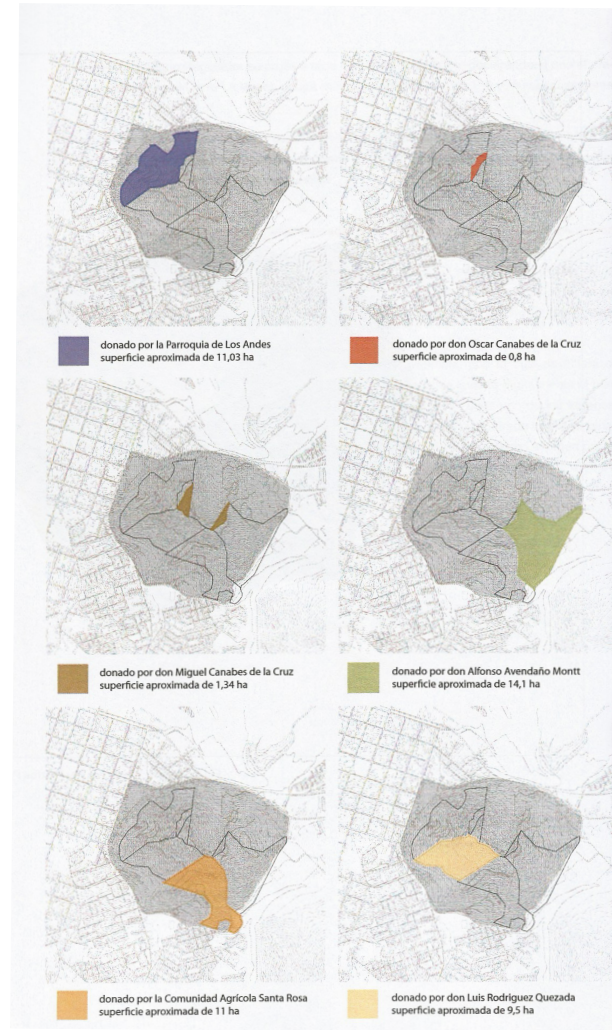 donado por la Parroquia de Los Andes
superficie aproximada de 11,03 ha
donado por don Oscar Canabes de la Cruz
superficie aproximada de 0,8 ha
donado por don Miguel Canabes de la Cruz
superficie aproximada de 1,34 ha
donado por don Alfonso Avendaño Montt
superficie aproximada de 14,1 ha
donado por la Comunidad Agrícola Santa Rosa
superficie aproximada de 11 ha
donado por don Luis Rodriguez Quezada
superficie aproximada de 9,5 ha